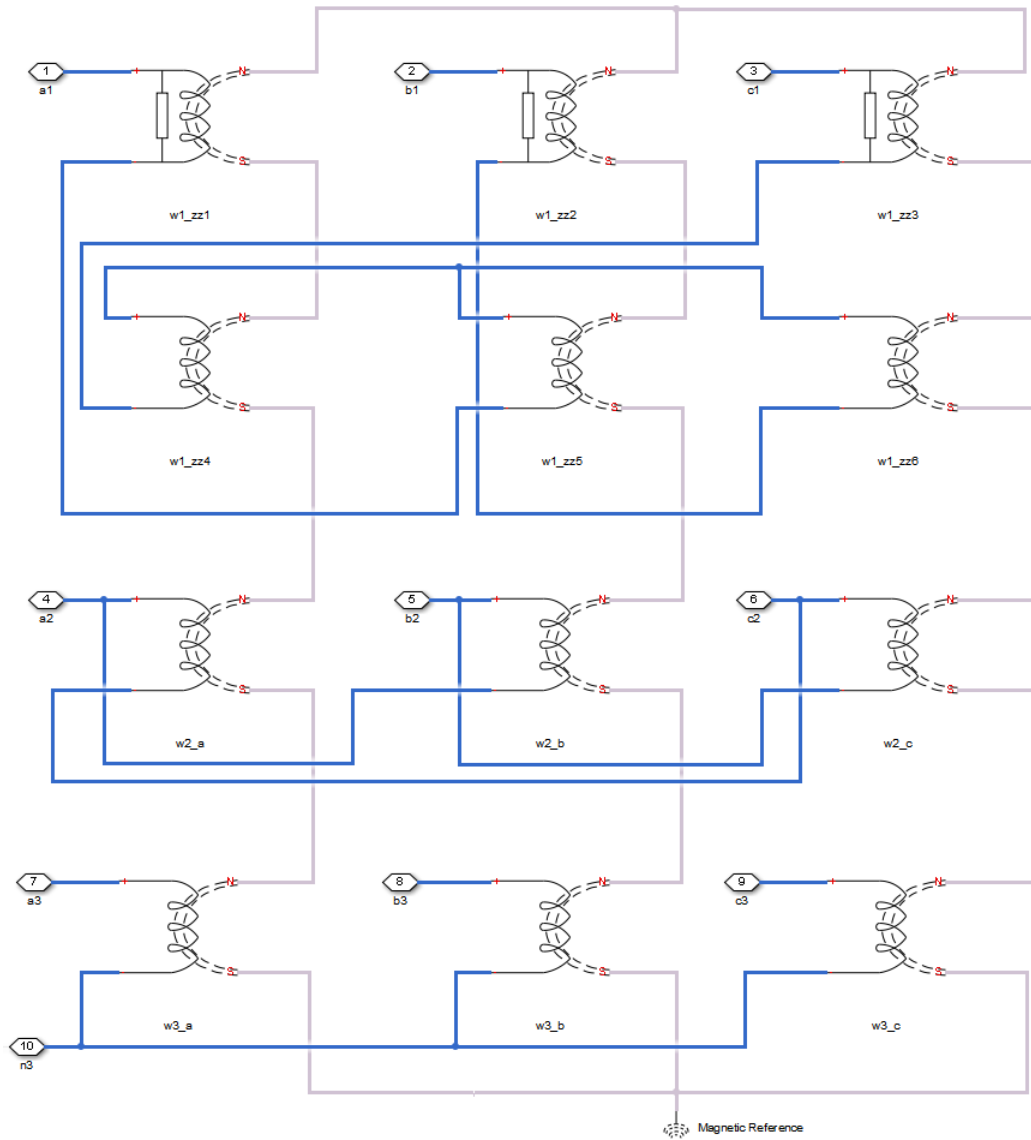 N N N
1 + 2 + 3 +
a1 b1 c1
S S S
w1_zz1 w1_zz2 w1_zz3
+ N + N + N
S S S
w1_zz4 w1_zz5 w1_zz6
4 + N 5 + N 6 + N
a2 b2 c2
S S S
w2_a w2_b w2_c
7 + N 8 + N 9 + N
a3 b3 c3
S S S
w3_a w3_b w3_c
10
n3
Magnetic Reference